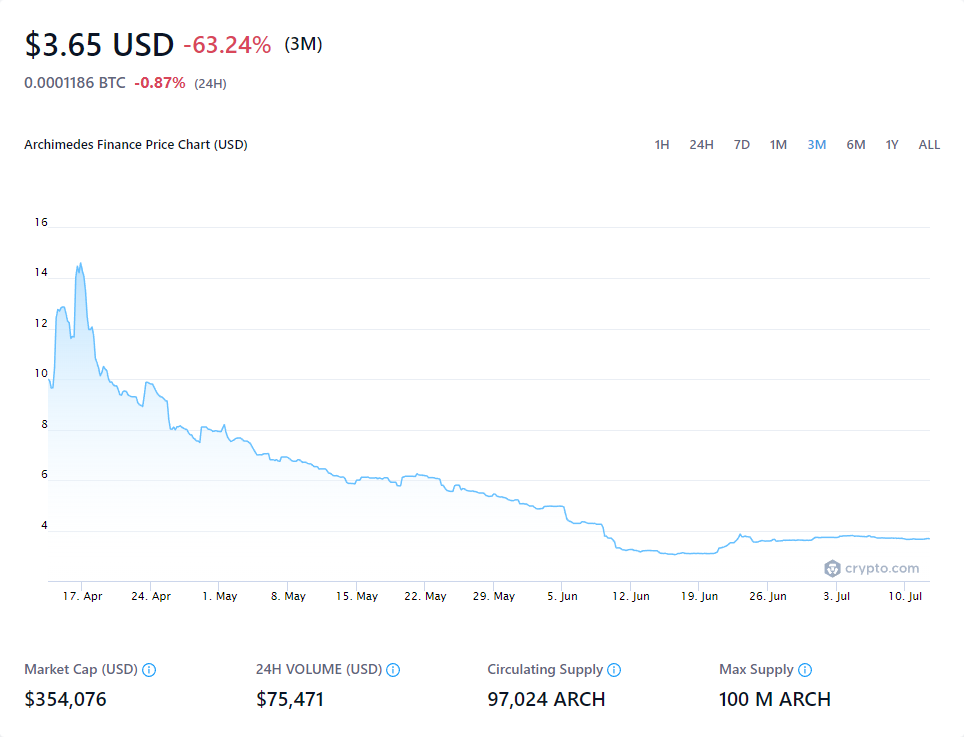 $3.65 USD -63.24% (3M)
0.0001186 BTC -0.87% (24H)
Archimedes Finance Price Chart (USD) 1H 24H 7D 1M 3M 6M 1Y ALL
16
14
12
10
8
6
4
crypto.com
17. Apr 24. Apr 1. May 8. May 15. May 22. May 29. May 5. Jun 12. Jun 19. Jun 26. Jun 3. Jul 10. Jul
Market Cap (USD) 24H VOLUME (USD) Circulating Supply Max Supply
$354,076 $75,471 97,024 ARCH 100 M ARCH